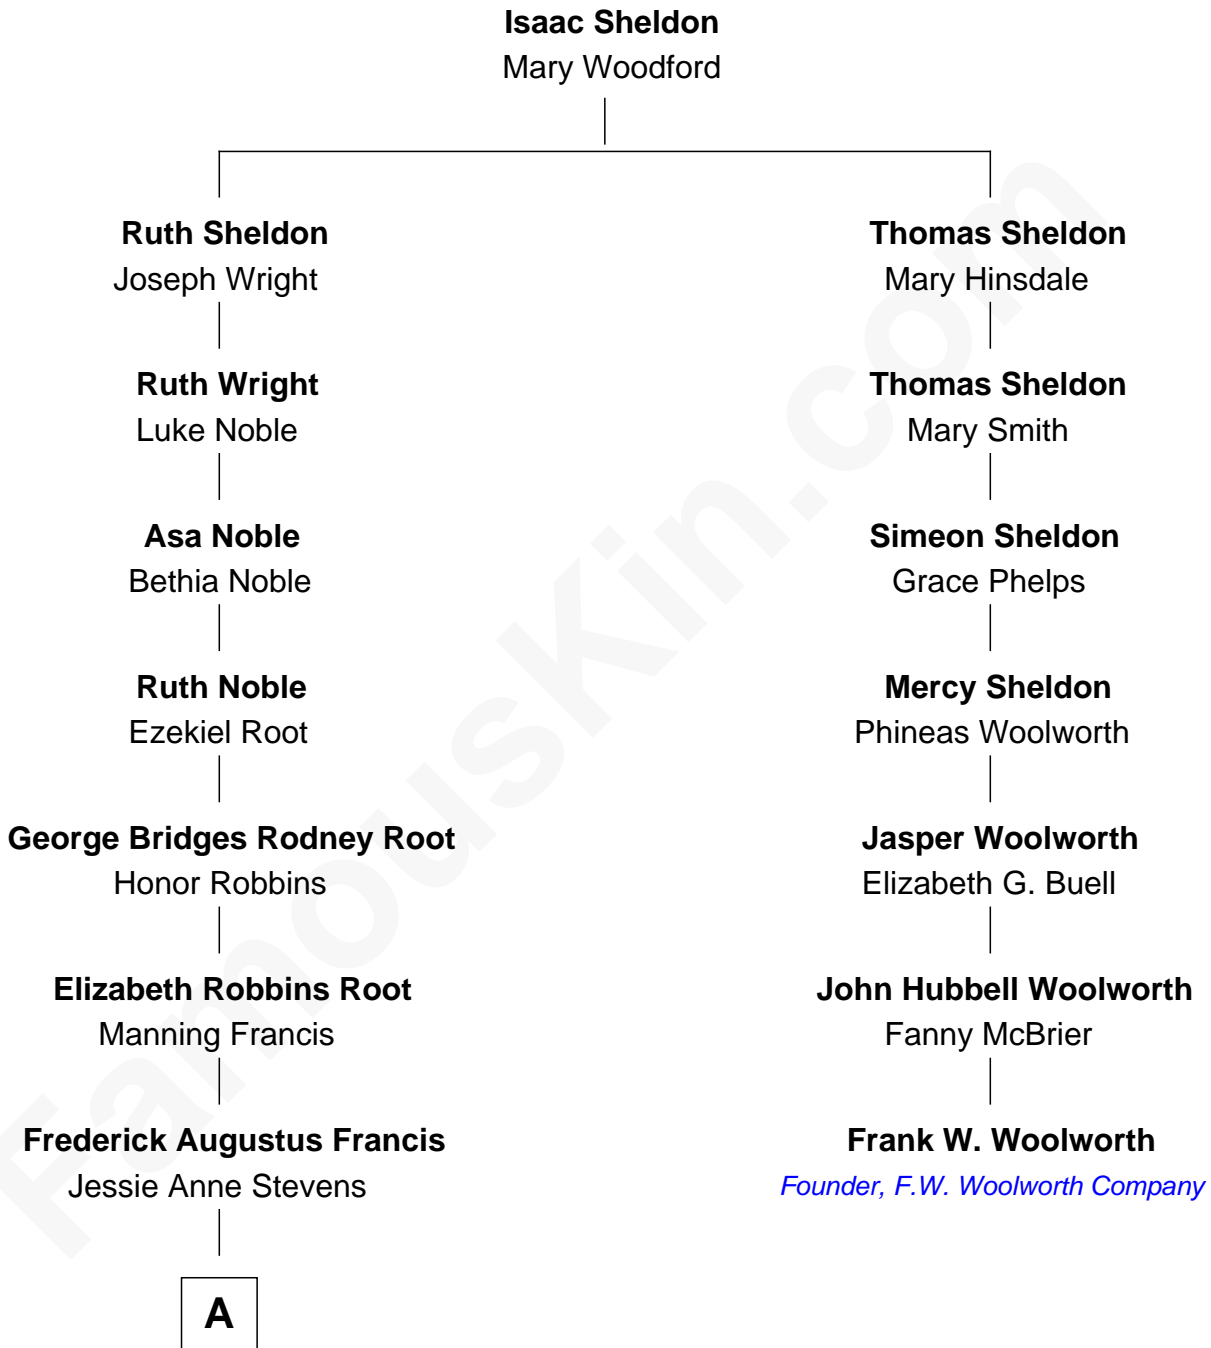 Isaac Sheldon
Mary Woodford
Ruth Sheldon
Joseph Wright
Thomas Sheldon
Mary Hinsdale
Ruth Wright
Luke Noble
Thomas Sheldon
Mary Smith
Asa Noble
Bethia Noble
Simeon Sheldon
Grace Phelps
Ruth Noble
Ezekiel Root
Mercy Sheldon
Phineas Woolworth
George Bridges Rodney Root
Honor Robbins
Jasper Woolworth
Elizabeth G. Buell
Elizabeth Robbins Root
Manning Francis
John Hubbell Woolworth
Fanny McBrier
Frederick Augustus Francis
Jessie Anne Stevens
Frank W. Woolworth
Founder, F.W. Woolworth Company
A
FamousKin.com